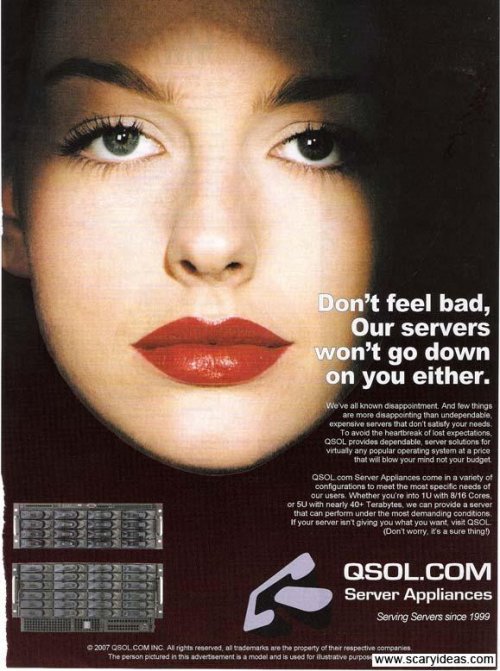 Don't feel bad,
Our servers
won't go down
on you either.
We've all known disappointment. And few things
are more disappointing than undependable,
expensive servers that don't satisfy your needs.
To avoid the heartbreak of lost expectations,
QSOL provides dependable, server solutions for
virtually any popular operating system at a price
that will blow your mind not your budget
QSOL.com Server Appliances come in a variety of
configurations to meet the most specific needs of
our users. Whether you're into 1U with 8/16 Cores,
or 5U with nearly 40+ Terabytes, we can provide a server
that can perform under the most demanding conditions.
If your server isn't giving you what you want, visit QSOL.
(Don't worry, it's a sure thing!)
QSOL.COM
Server Appliances
Serving Servers since 1999
© 2007 QSOL.COM INC. All rights reserved, all trademarks are the property of their respective companies.
The person pictured in this advertisement is a model and is used for illustrative
www.scaryideas.com